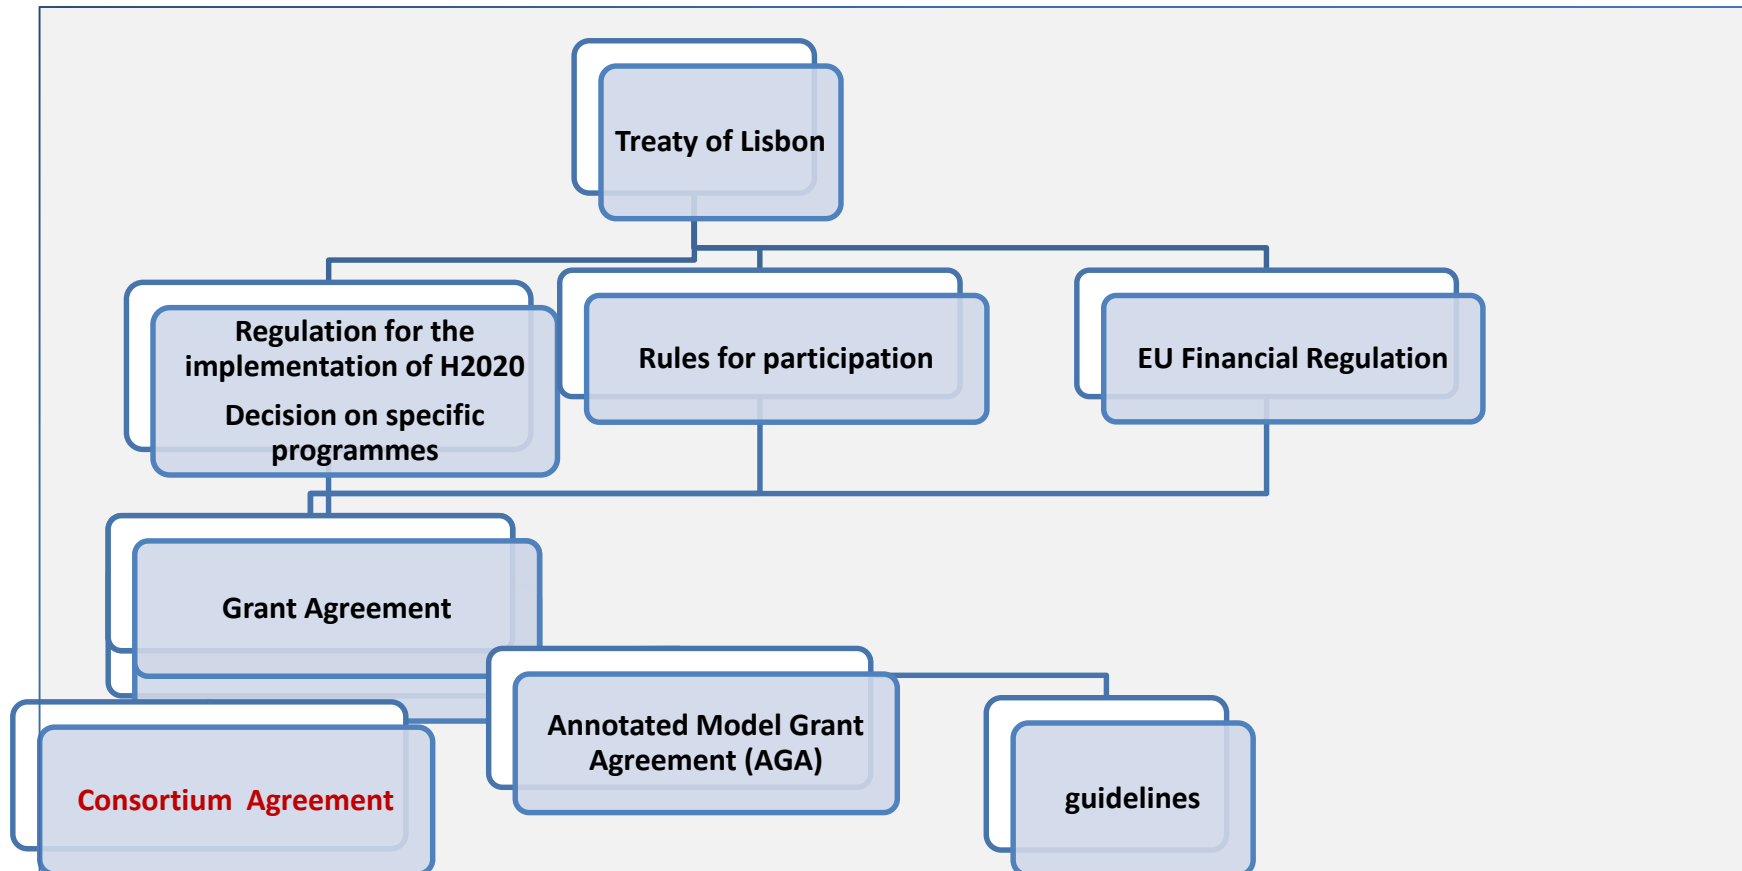 Treaty of Lisbon
Regulation for the
implementation of H2020
Decision on specific
programmes
Rules for participation
EU Financial Regulation
Grant Agreement
Annotated Model Grant
Agreement (AGA)
Consortium  Agreement
guidelines